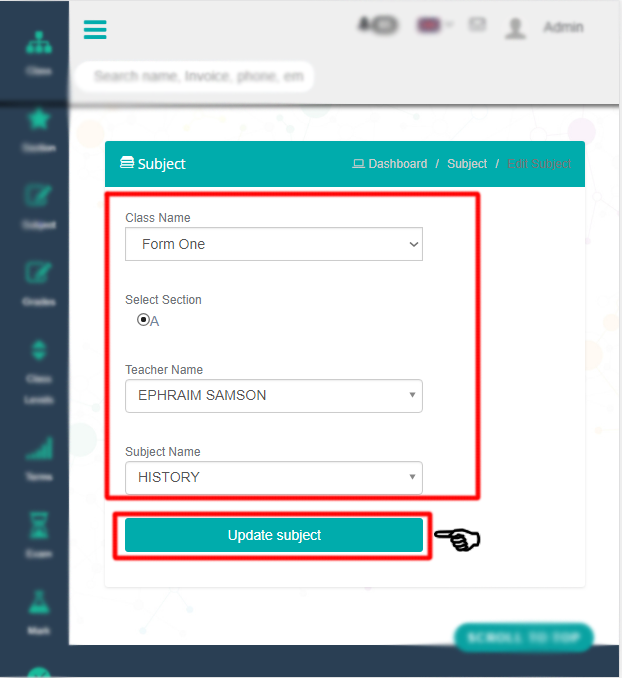 Admin
Search name, Invoice, phone, em
Class
Section
Subject
Grades
Class
Levels
Terms
Exam
Mark
Subject
Dashboard / Subject / Edit Subject
Class Name
Form One
Select Section
A
Teacher Name
EPHRAIM SAMSON
Subject Name
HISTORY
Update subject
SCROLL TO TOP